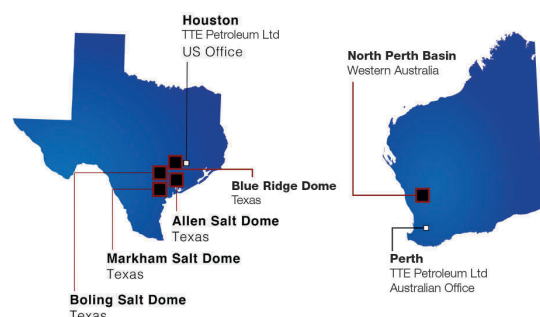 Houston
TTE Petroleum Ltd
US Office
Blue Ridge Dome
Texas
Allen Salt Dome
Texas
Markham Salt Dome
Texas
Boling Salt Dome
Texas
North Perth Basin
Western Australia
Perth
TTE Petroleum Ltd
Australian Office